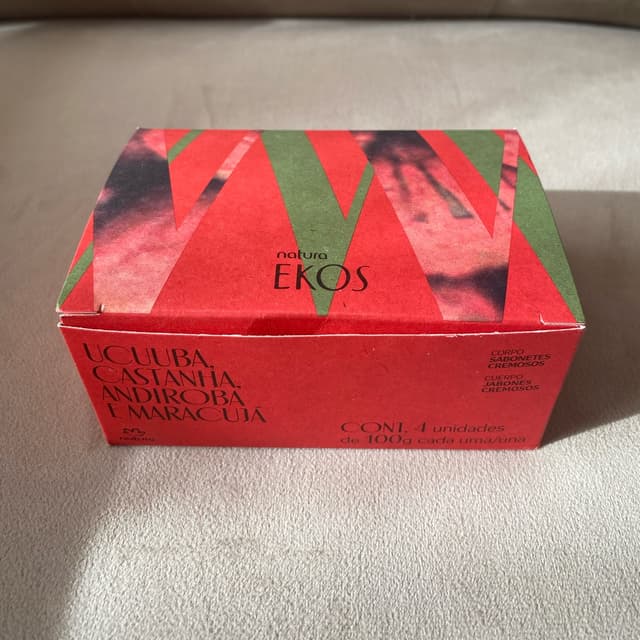 natura
EKOS
UCUUBA,
CASTANHA,
ANDIROBA
E MARACUJÁ
natura
CORPO
SABONETES
CREMOSOS
CUERPO
JABONES
CREMOSOS
CONT. 4 unidades
de 100g cada uma/una